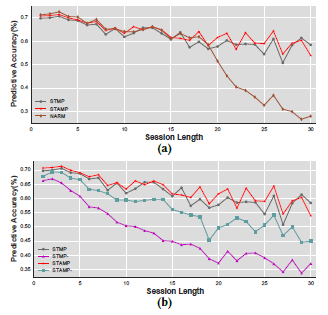 0.7
0.6
0.5
0.4
0.3
Predictive Accuracy(%)
STMP
STAMP
NARM
0 5 10 15 20 25 30
Session Length
(a)
0.70
0.65
0.60
0.55
0.50
0.45
0.40
0.35
Predictive Accuracy(%)
STMP
STMP-
STAMP
STAMP-
0 5 10 15 20 25 30
Session Length
(b)